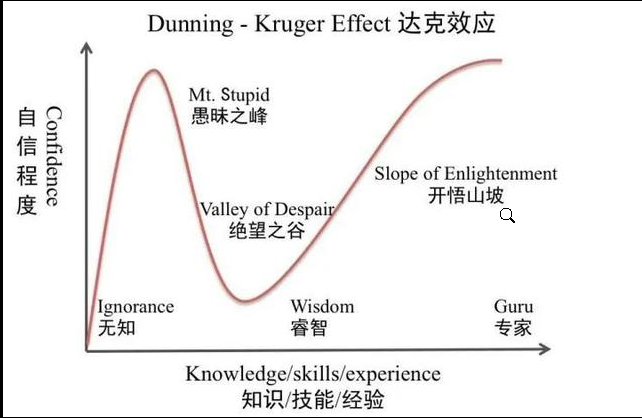 Dunning - Kruger Effect 达克效应
Mt. Stupid
愚昧之峰
自信程度
Confidence
Slope of Enlightenment
开悟山坡
Valley of Despair
绝望之谷
Ignorance
无知
Wisdom
睿智
Guru
专家
Knowledge/skills/experience
知识/技能/经验